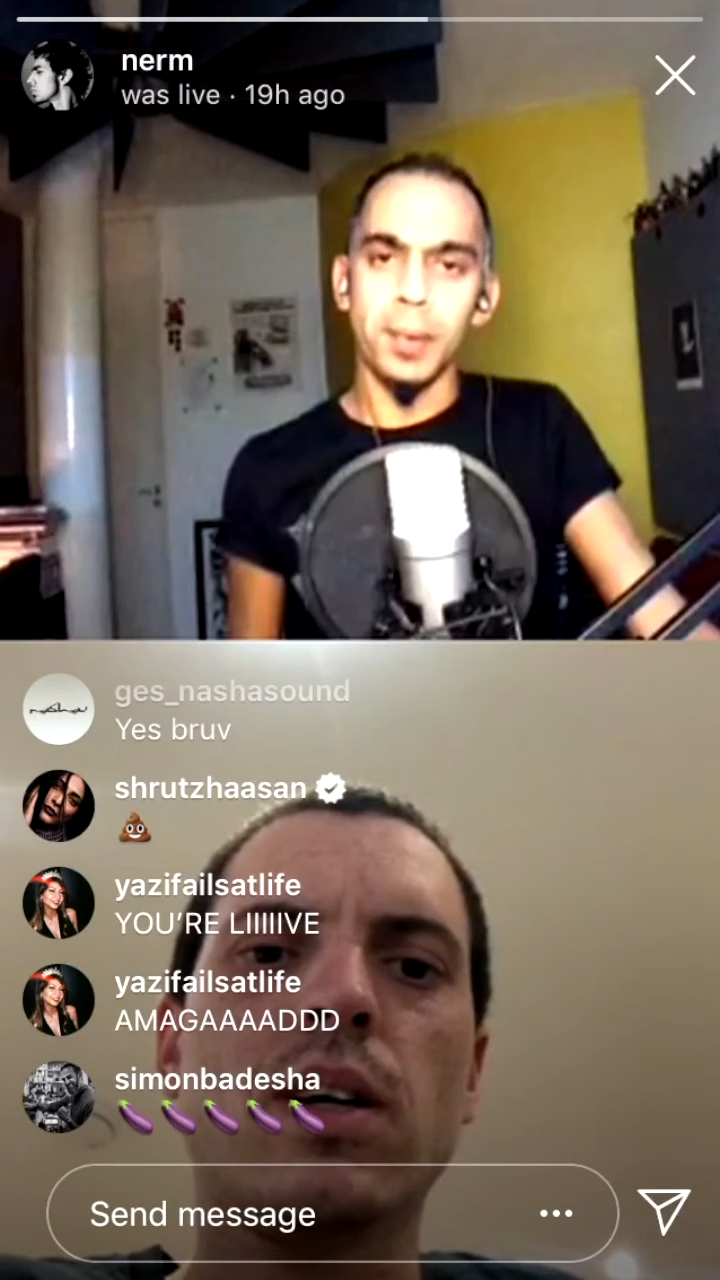 nerm
was live · 19h ago
ges_nashasound
Yes bruv
shrutzhaasan
💩
yazifailsatlife
YOU’RE LIIIIIVE
yazifailsatlife
AMAGAAAADDD
simonbadesha
🍆🍆🍆🍆🍆
Send message